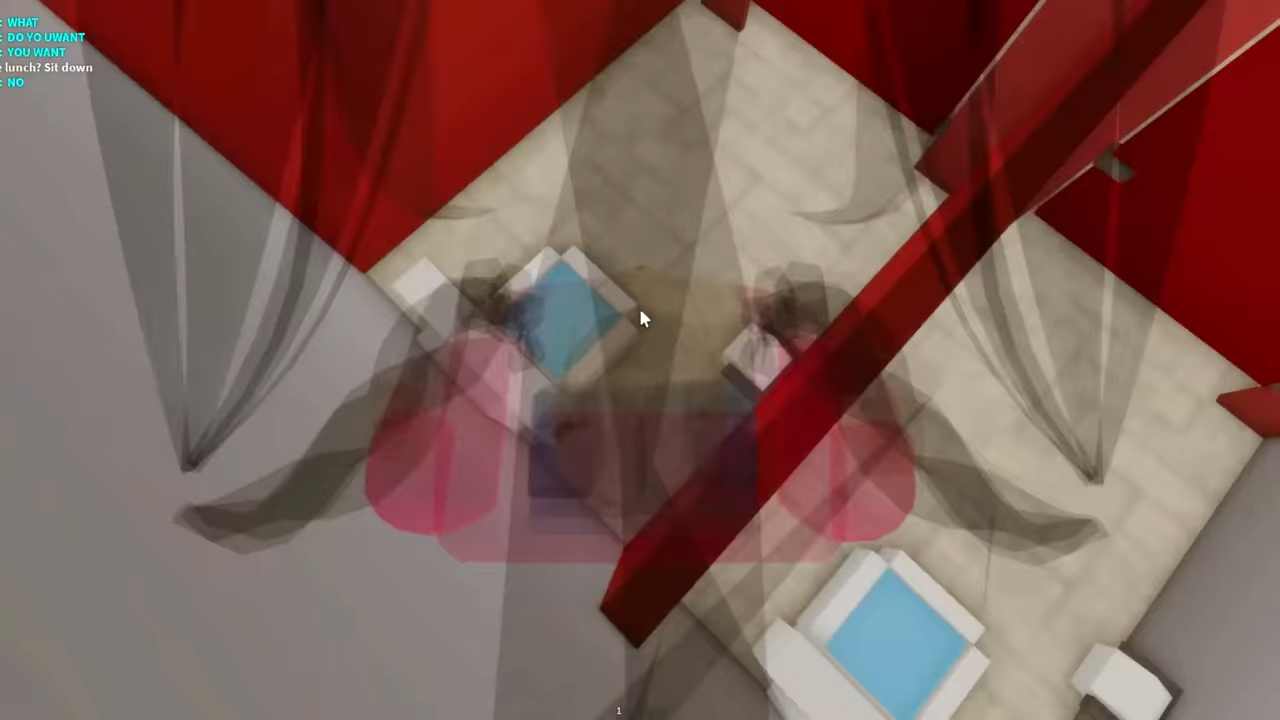 : WHAT
: DO YO UWANT
: YOU WANT
lunch? Sit down
: NO
1